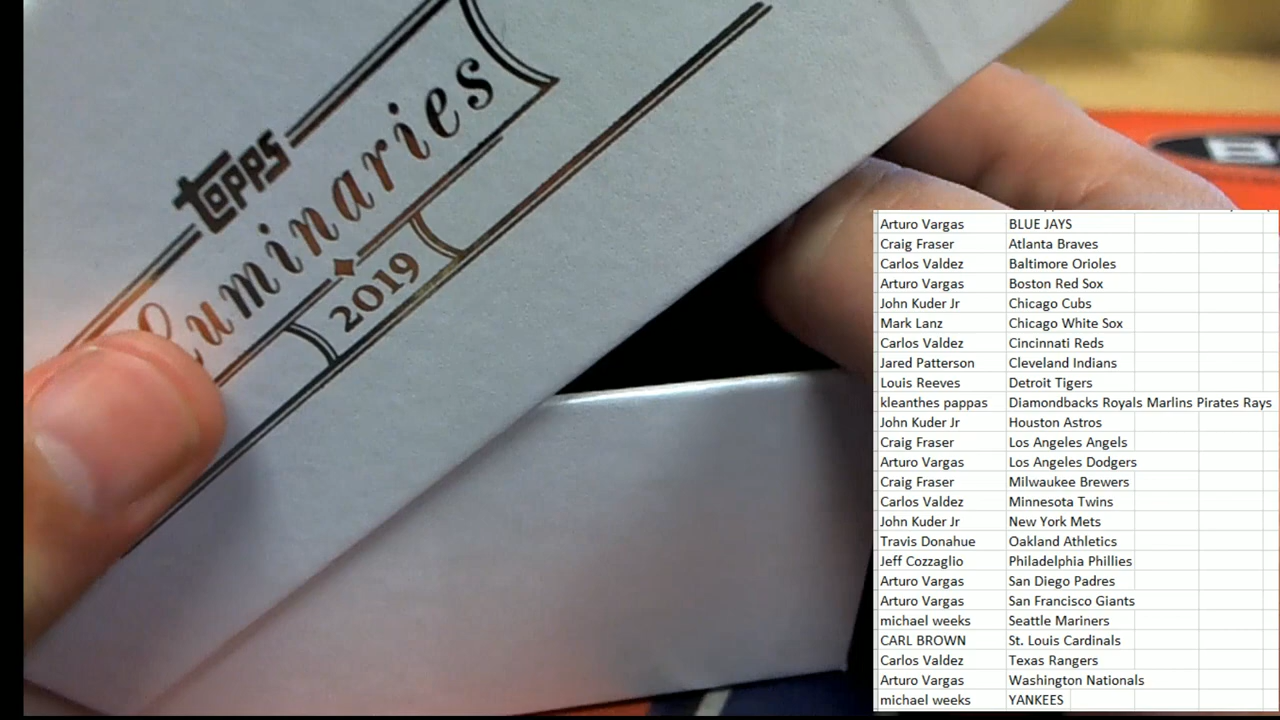 topps
Luminaries
2019
Arturo Vargas BLUE JAYS
Craig Fraser Atlanta Braves
Carlos Valdez Baltimore Orioles
Arturo Vargas Boston Red Sox
John Kuder Jr Chicago Cubs
Mark Lanz Chicago White Sox
Carlos Valdez Cincinnati Reds
Jared Patterson Cleveland Indians
Louis Reeves Detroit Tigers
kleanthes pappas Diamondbacks Royals Marlins Pirates Rays
John Kuder Jr Houston Astros
Craig Fraser Los Angeles Angels
Arturo Vargas Los Angeles Dodgers
Craig Fraser Milwaukee Brewers
Carlos Valdez Minnesota Twins
John Kuder Jr New York Mets
Travis Donahue Oakland Athletics
Jeff Cozzaglio Philadelphia Phillies
Arturo Vargas San Diego Padres
Arturo Vargas San Francisco Giants
michael weeks Seattle Mariners
CARL BROWN St. Louis Cardinals
Carlos Valdez Texas Rangers
Arturo Vargas Washington Nationals
michael weeks YANKEES